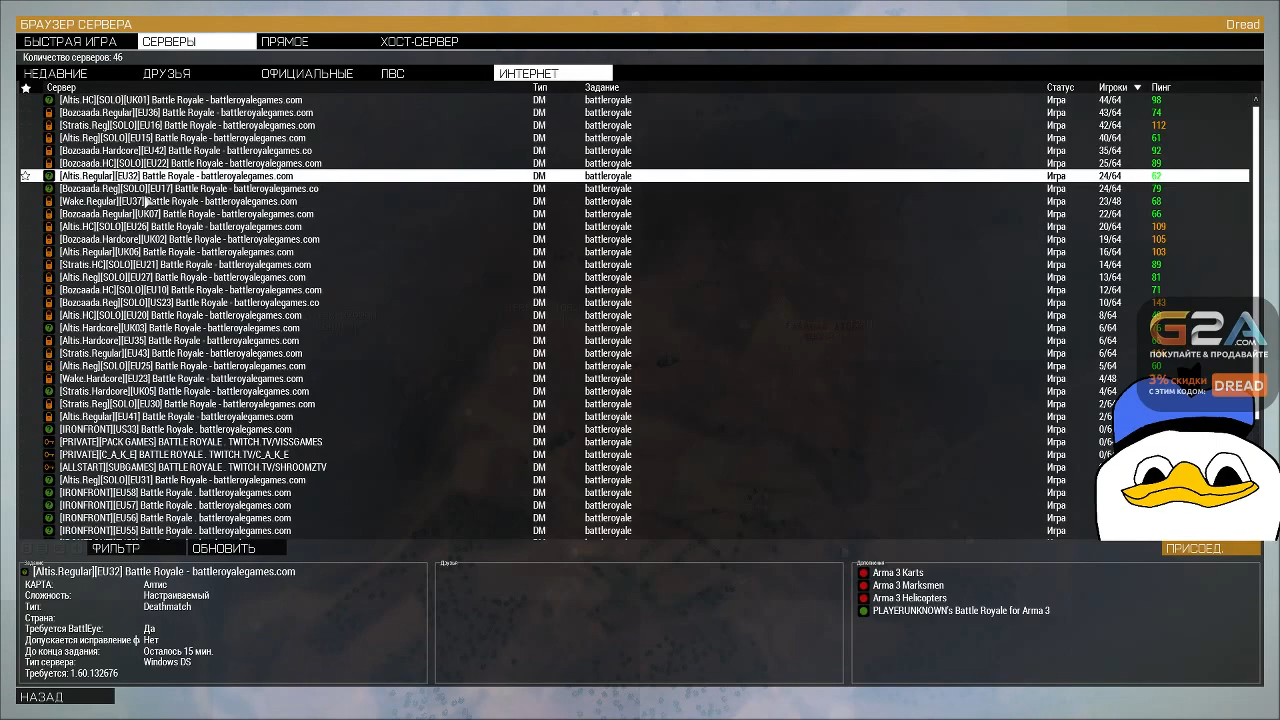 БРАУЗЕР СЕРВЕРА Dread
БЫСТРАЯ ИГРА СЕРВЕРЫ ПРЯМОЕ ХОСТ-СЕРВЕР
Количество серверов: 46
НЕДАВНИЕ ДРУЗЬЯ ОФИЦИАЛЬНЫЕ ЛВС ИНТЕРНЕТ
Сервер Тип Задание Статус Игроки Пинг
[Altis.HC][SOLO][UK01] Battle Royale - battleroyalegames.com DM battleroyale Игра 44/64 98
[Bozcaada.Regular][EU36] Battle Royale - battleroyalegames.com DM battleroyale Игра 43/64 74
[Stratis.Reg][SOLO][EU16] Battle Royale - battleroyalegames.com DM battleroyale Игра 42/64 112
[Altis.Reg][SOLO][EU15] Battle Royale - battleroyalegames.com DM battleroyale Игра 40/64 61
[Bozcaada.Hardcore][EU42] Battle Royale - battleroyalegames.co DM battleroyale Игра 35/64 92
[Bozcaada.HC][SOLO][EU22] Battle Royale - battleroyalegames.com DM battleroyale Игра 25/64 89
[Altis.Regular][EU32] Battle Royale - battleroyalegames.com DM battleroyale Игра 24/64 62
[Bozcaada.Reg][SOLO][EU17] Battle Royale - battleroyalegames.co DM battleroyale Игра 24/64 79
[Wake.Regular][EU37] Battle Royale - battleroyalegames.com DM battleroyale Игра 23/48 68
[Bozcaada.Regular][UK07] Battle Royale - battleroyalegames.com DM battleroyale Игра 22/64 66
[Altis.HC][SOLO][EU26] Battle Royale - battleroyalegames.com DM battleroyale Игра 20/64 109
[Bozcaada.Hardcore][UK02] Battle Royale - battleroyalegames.com DM battleroyale Игра 19/64 105
[Altis.Regular][UK06] Battle Royale - battleroyalegames.com DM battleroyale Игра 16/64 103
[Stratis.HC][SOLO][EU21] Battle Royale - battleroyalegames.com DM battleroyale Игра 14/64 89
[Altis.Reg][SOLO][EU27] Battle Royale - battleroyalegames.com DM battleroyale Игра 13/64 81
[Bozcaada.HC][SOLO][EU10] Battle Royale - battleroyalegames.com DM battleroyale Игра 12/64 71
[Bozcaada.Reg][SOLO][US23] Battle Royale - battleroyalegames.co DM battleroyale Игра 10/64 143
[Altis.HC][SOLO][EU20] Battle Royale - battleroyalegames.com DM battleroyale Игра 8/64
[Altis.Hardcore][UK03] Battle Royale - battleroyalegames.com DM battleroyale Игра 6/64
[Altis.Hardcore][EU35] Battle Royale - battleroyalegames.com DM battleroyale Игра 6/64
[Stratis.Regular][EU43] Battle Royale - battleroyalegames.com DM battleroyale Игра 6/64
[Altis.Reg][SOLO][EU25] Battle Royale - battleroyalegames.com DM battleroyale Игра 5/64 60
[Wake.Hardcore][EU23] Battle Royale - battleroyalegames.com DM battleroyale Игра 4/48
[Stratis.Hardcore][UK05] Battle Royale - battleroyalegames.com DM battleroyale Игра 4/64
[Stratis.Reg][SOLO][EU30] Battle Royale - battleroyalegames.com DM battleroyale Игра
[Altis.Regular][EU41] Battle Royale - battleroyalegames.com DM battleroyale Игра
[IRONFRONT][US33] Battle Royale . battleroyalegames.com DM battleroyale Игра
[PRIVATE][PACK GAMES] BATTLE ROYALE . TWITCH.TV/VISSGAMES DM battleroyale Игра
[PRIVATE][C_A_K_E] BATTLE ROYALE . TWITCH.TV/C_A_K_E DM battleroyale Игра
[ALLSTART][SUBGAMES] BATTLE ROYALE . TWITCH.TV/SHROOMZTV DM battleroyale Игра
[Altis.Reg][SOLO][EU31] Battle Royale - battleroyalegames.com DM battleroyale Игра
[IRONFRONT][EU58] Battle Royale . battleroyalegames.com DM battleroyale Игра
[IRONFRONT][EU57] Battle Royale . battleroyalegames.com DM battleroyale Игра
[IRONFRONT][EU56] Battle Royale . battleroyalegames.com DM battleroyale Игра
[IRONFRONT][EU55] Battle Royale . battleroyalegames.com DM battleroyale Игра
G2A.COM
ПОКУПАЙТЕ & ПРОДАВАЙТЕ
3% СКИДКИ
С ЭТИМ КОДОМ: DREAD
ФИЛЬТР ОБНОВИТЬ ПРИСОЕД.
Задание
[Altis.Regular][EU32] Battle Royale - battleroyalegames.com
КАРТА: Алтис
Сложность: Настраиваемый
Тип: Deathmatch
Страна:
Требуется BattlEye: Да
Допускается исправление ф Нет
До конца задания: Осталось 15 мин.
Тип сервера: Windows DS
Требуется: 1.60.132676
Друзья
Дополнения
Arma 3 Karts
Arma 3 Marksmen
Arma 3 Helicopters
PLAYERUNKNOWN's Battle Royale for Arma 3
НАЗАД